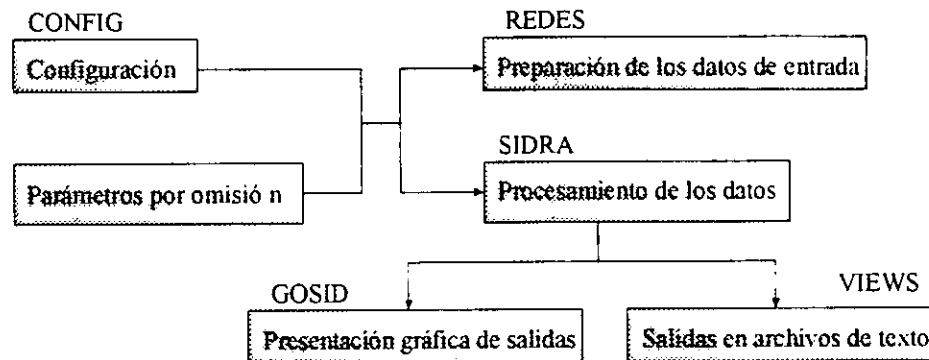 CONFIG
REDES
Configuración
Preparación de los datos de entrada
SIDRA
Parámetros por omisió n
Procesamiento de los datos
GOSID
VIEWS
Presentación gráfica de salidas
Salidas en archivos de texto